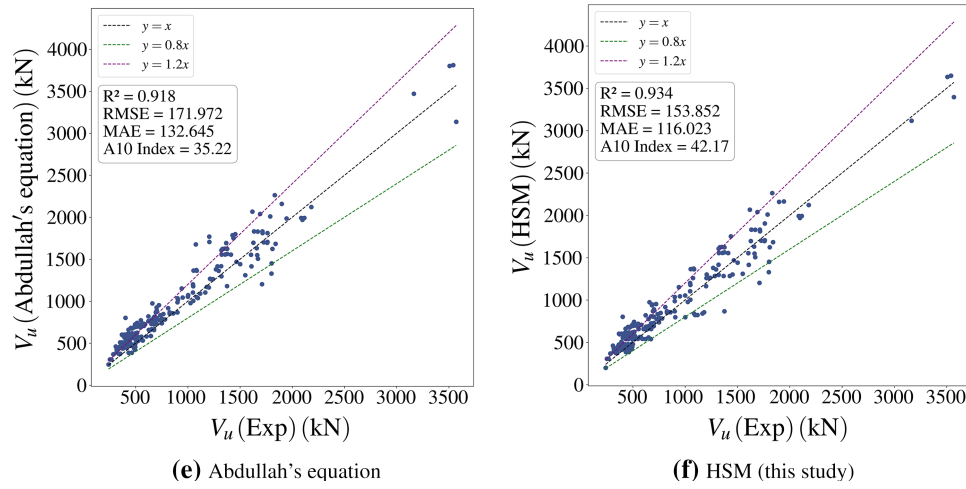 y = x
y = 0.8x
y = 1.2x
R² = 0.918
RMSE = 171.972
MAE = 132.645
A10 Index = 35.22
4000
3500
3000
2500
2000
1500
1000
500
0
V_u (Abdullah's equation) (kN)
500 1000 1500 2000 2500 3000 3500
V_u (Exp) (kN)
(e) Abdullah's equation
y = x
y = 0.8x
y = 1.2x
R² = 0.934
RMSE = 153.852
MAE = 116.023
A10 Index = 42.17
4000
3500
3000
2500
2000
1500
1000
500
0
V_u (HSM) (kN)
500 1000 1500 2000 2500 3000 3500
V_u (Exp) (kN)
(f) HSM (this study)